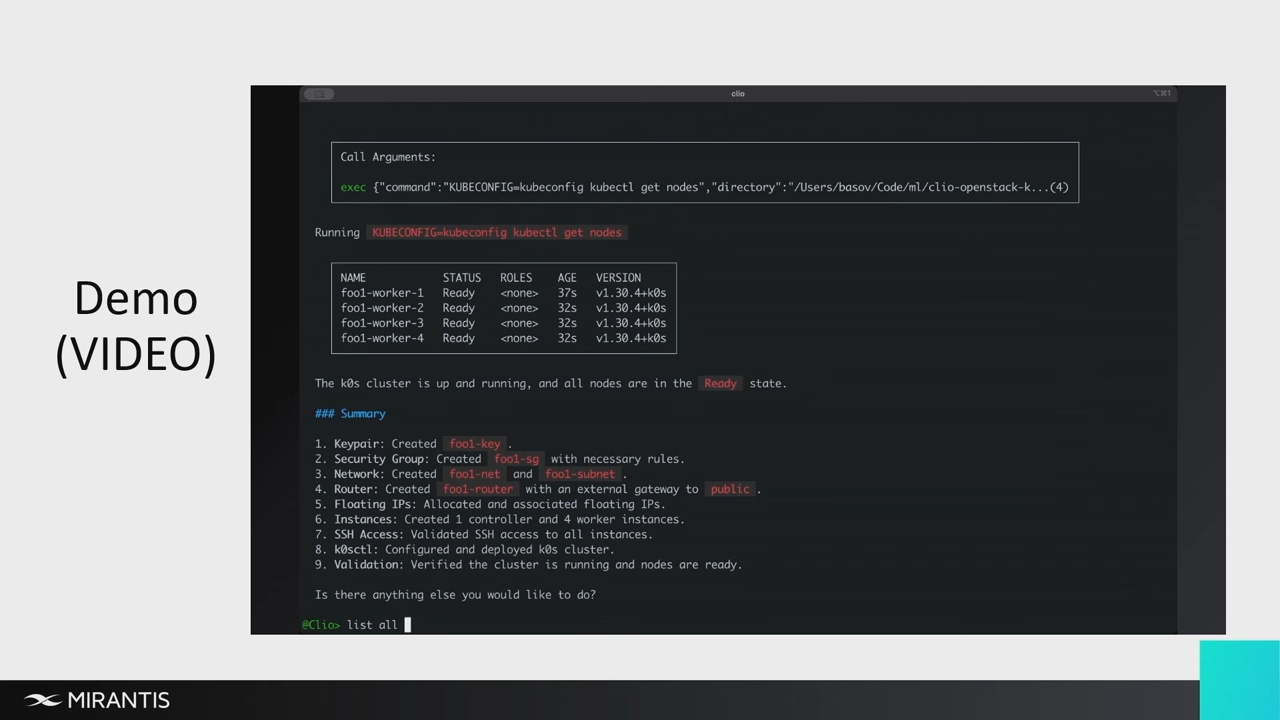 clio
⌥⌘1
Call Arguments:
exec {"command":"KUBECONFIG=kubeconfig kubectl get nodes","directory":"/Users/basov/Code/ml/clio-openstack-k...(4)
Running KUBECONFIG=kubeconfig kubectl get nodes
NAME STATUS ROLES AGE VERSION
foo1-worker-1 Ready <none> 37s v1.30.4+k0s
foo1-worker-2 Ready <none> 32s v1.30.4+k0s
foo1-worker-3 Ready <none> 32s v1.30.4+k0s
foo1-worker-4 Ready <none> 32s v1.30.4+k0s
The k0s cluster is up and running, and all nodes are in the Ready state.
### Summary
1. Keypair: Created foo1-key .
2. Security Group: Created foo1-sg with necessary rules.
3. Network: Created foo1-net and foo1-subnet .
4. Router: Created foo1-router with an external gateway to public .
5. Floating IPs: Allocated and associated floating IPs.
6. Instances: Created 1 controller and 4 worker instances.
7. SSH Access: Validated SSH access to all instances.
8. k0sctl: Configured and deployed k0s cluster.
9. Validation: Verified the cluster is running and nodes are ready.
Is there anything else you would like to do?
@Clio> list all
Demo
(VIDEO)
MIRANTIS